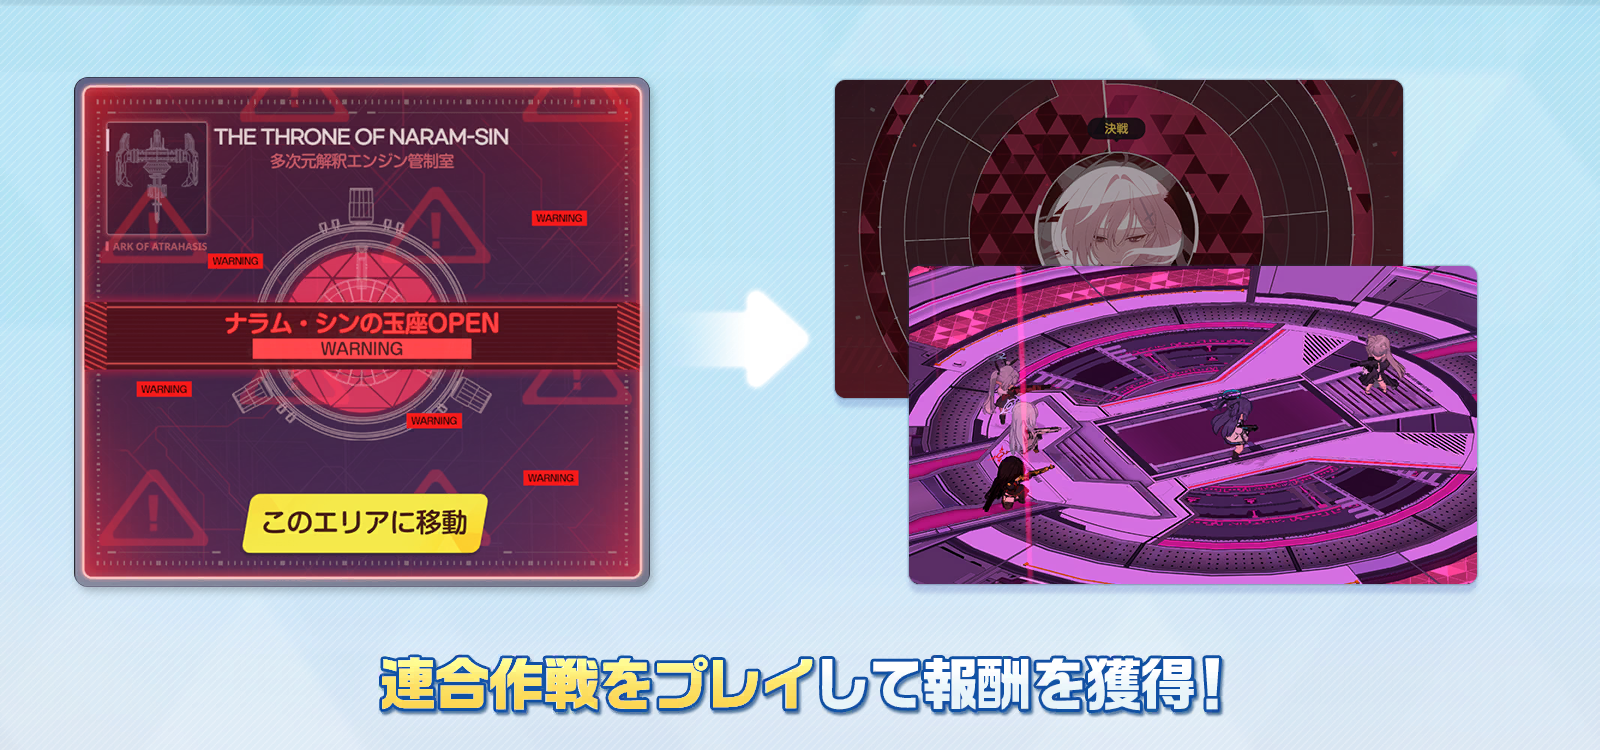 THE THRONE OF NARAM-SIN
多次元解釈エンジン管制室
WARNING
ARK OF ATRAHASIS
WARNING
ナラム・シンの玉座OPEN
WARNING
WARNING
WARNING
WARNING
このエリアに移動
決戦
連合作戦をプレイして報酬を獲得!